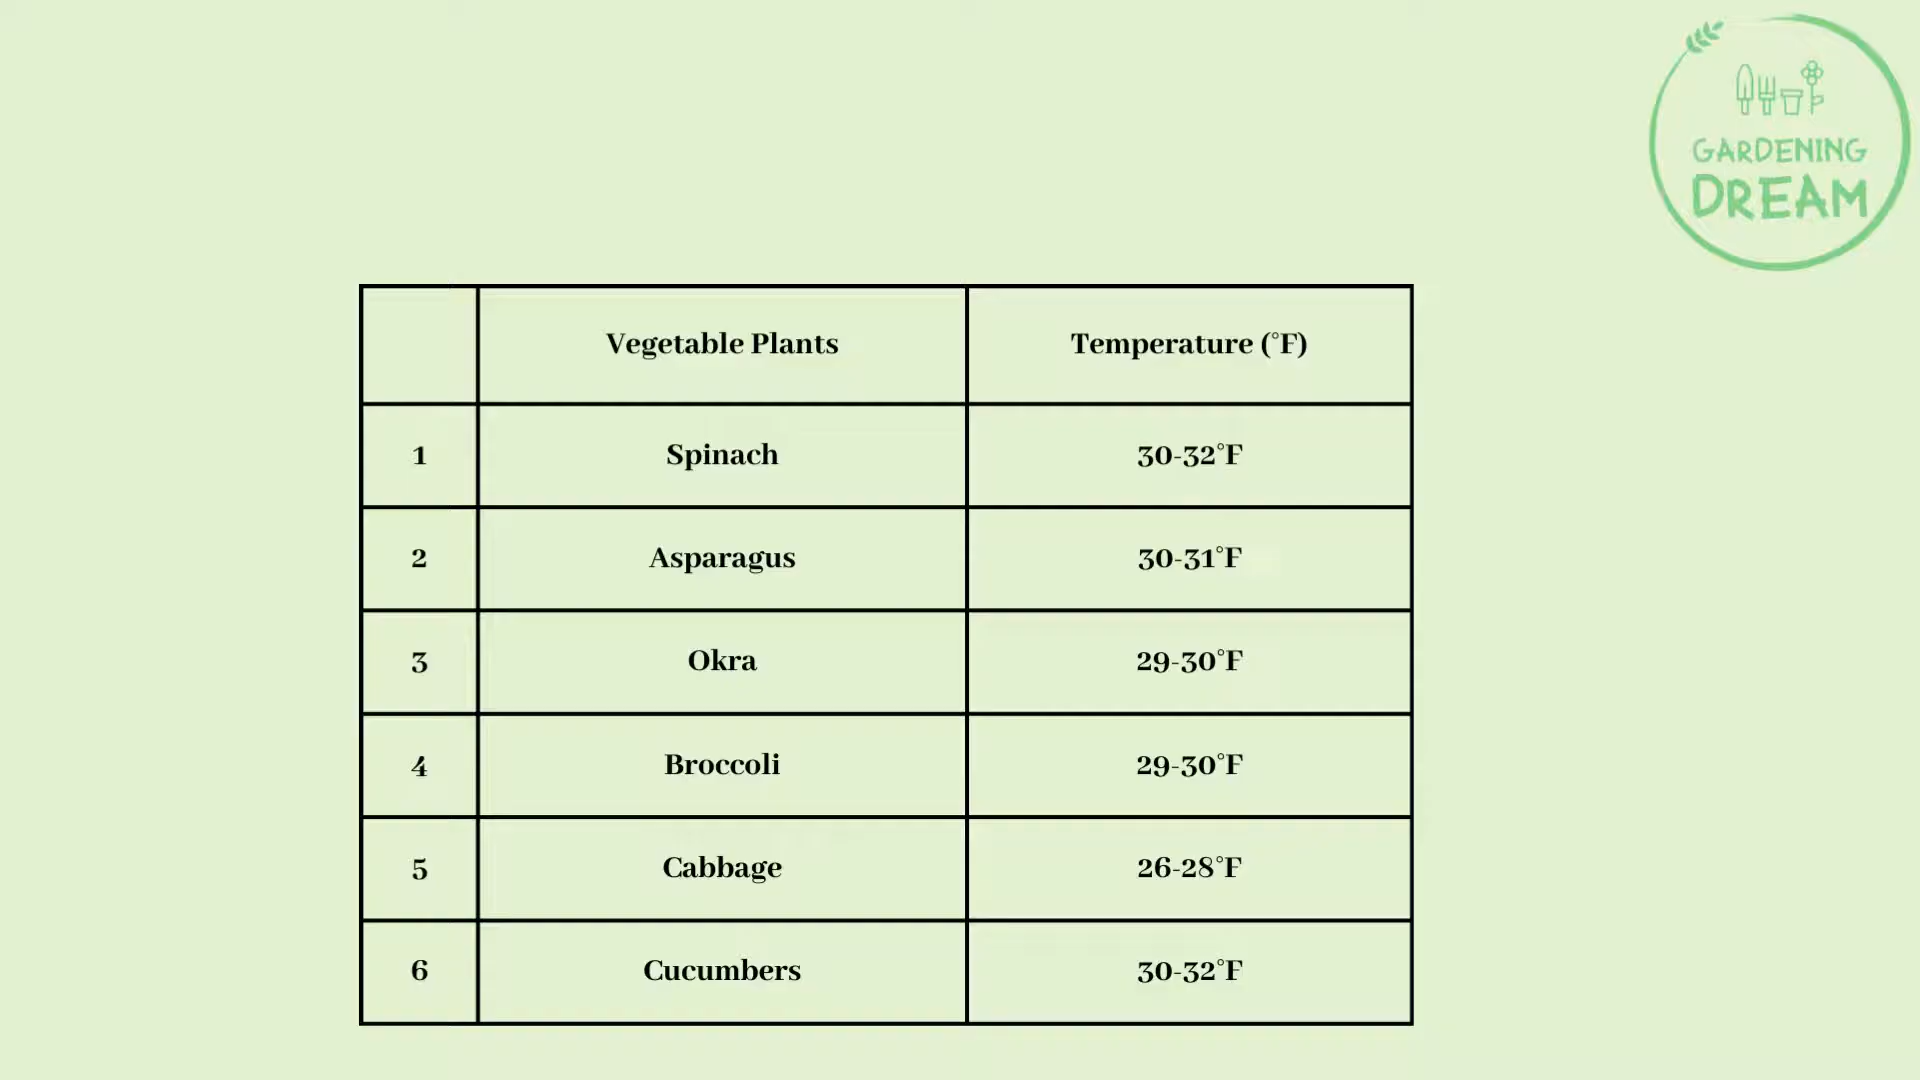 GARDENING
DREAM
Vegetable Plants Temperature (°F)
1 Spinach 30-32°F
2 Asparagus 30-31°F
3 Okra 29-30°F
4 Broccoli 29-30°F
5 Cabbage 26-28°F
6 Cucumbers 30-32°F